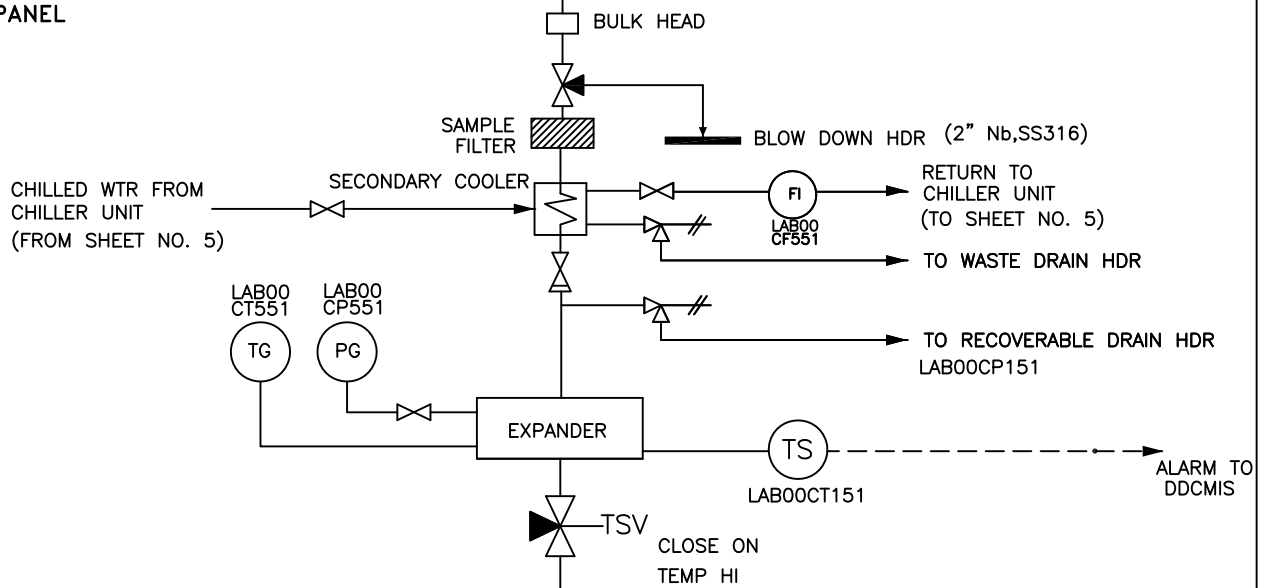 PANEL
BULK HEAD
SAMPLE
FILTER
BLOW DOWN HDR (2" Nb,SS316)
CHILLED WTR FROM
CHILLER UNIT
(FROM SHEET NO. 5)
SECONDARY COOLER
FI
LAB00
CF551
RETURN TO
CHILLER UNIT
(TO SHEET NO. 5)
TO WASTE DRAIN HDR
LAB00
CT551
TG
LAB00
CP551
PG
TO RECOVERABLE DRAIN HDR
LAB00CP151
EXPANDER
TS
LAB00CT151
ALARM TO
DDCMIS
TSV
CLOSE ON
TEMP HI